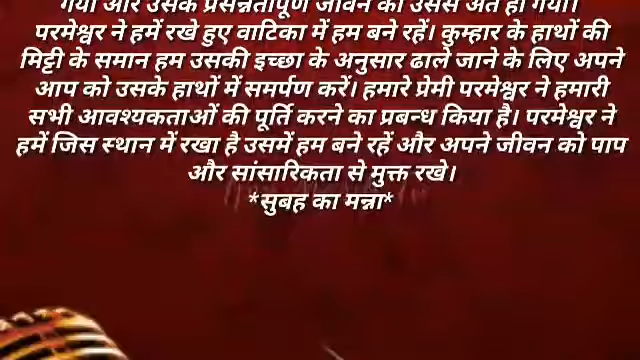 गया और उसके प्रसन्नतापूर्ण जीवन का उससे अंत हो गया।
परमेश्वर ने हमें रखे हुए वाटिका में हम बने रहें। कुम्हार के हाथों की
मिट्टी के समान हम उसकी इच्छा के अनुसार ढाले जाने के लिए अपने
आप को उसके हाथों में समर्पण करें। हमारे प्रेमी परमेश्वर ने हमारी
सभी आवश्यकताओं की पूर्ति करने का प्रबन्ध किया है। परमेश्वर ने
हमें जिस स्थान में रखा है उसमें हम बने रहें और अपने जीवन को पाप
और सांसारिकता से मुक्त रखे।
*सुबह का मन्ना*